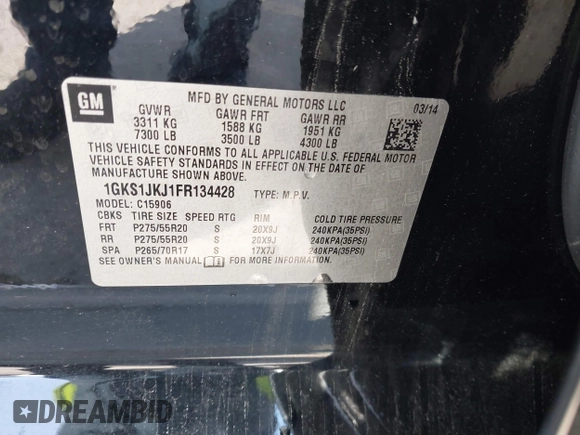 GM
MFD BY GENERAL MOTORS LLC 03/14
GVWR GAWR FRT GAWR RR
3311 KG 1588 KG 1951 KG
7300 LB 3500 LB 4300 LB
THIS VEHICLE CONFORMS TO ALL APPLICABLE U.S. FEDERAL MOTOR
VEHICLE SAFETY STANDARDS IN EFFECT ON THE DATE OF
MANUFACTURE SHOWN ABOVE.
1GKS1JKJ1FR134428 TYPE: M.P.V.
MODEL: C15906
CBKS TIRE SIZE SPEED RTG RIM COLD TIRE PRESSURE
FRT P275/55R20 S 20X9J 240KPA(35PSI)
RR P275/55R20 S 20X9J 240KPA(35PSI)
SPA P265/70R17 S 17X7J 240KPA(35PSI)
SEE OWNER'S MANUAL FOR MORE INFORMATION.
DREAMBID